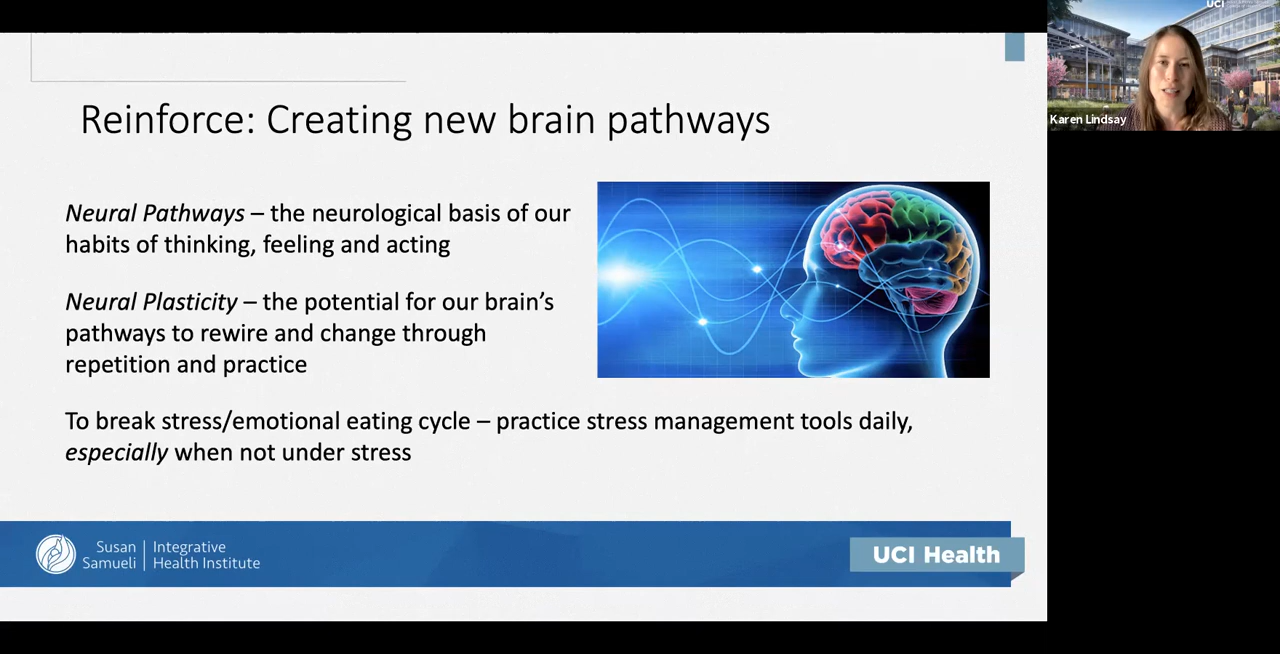 UCI
Karen Lindsay
Reinforce: Creating new brain pathways
Neural Pathways – the neurological basis of our
habits of thinking, feeling and acting
Neural Plasticity – the potential for our brain’s
pathways to rewire and change through
repetition and practice
To break stress/emotional eating cycle – practice stress management tools daily,
especially when not under stress
Susan
Samueli
Integrative
Health Institute
UCI Health